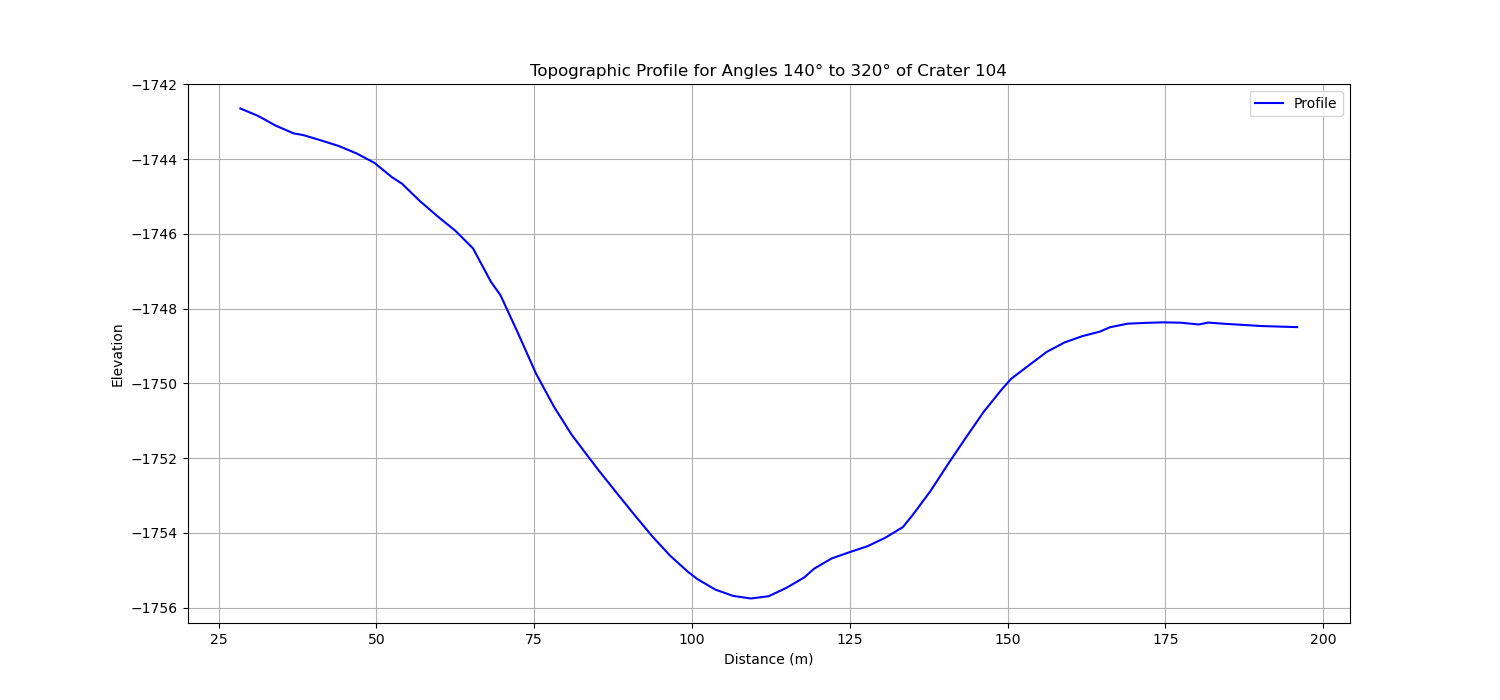 Topographic Profile for Angles 140° to 320° of Crater 104
Profile
−1742
−1744
−1746
−1748
−1750
−1752
−1754
−1756
Elevation
25 50 75 100 125 150 175 200
Distance (m)